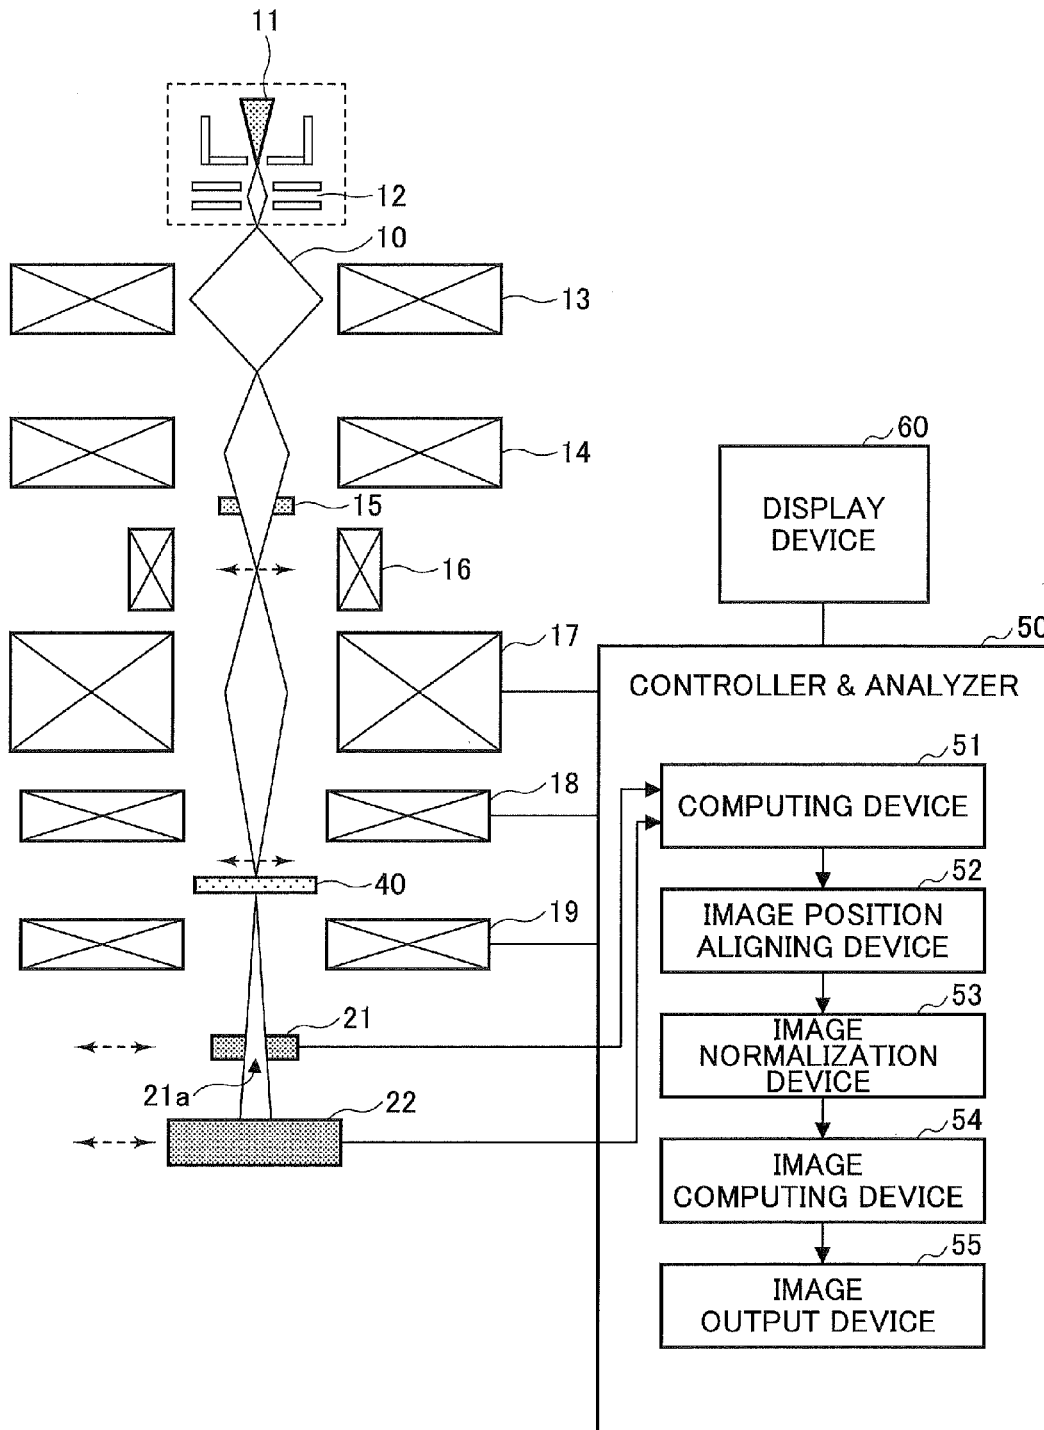 11
12
10
13
14
15
16
17
18
40
19
21
21a
22
60
DISPLAY
DEVICE
50
CONTROLLER & ANALYZER
51
COMPUTING DEVICE
52
IMAGE POSITION
ALIGNING DEVICE
53
IMAGE
NORMALIZATION
DEVICE
54
IMAGE
COMPUTING DEVICE
55
IMAGE
OUTPUT DEVICE